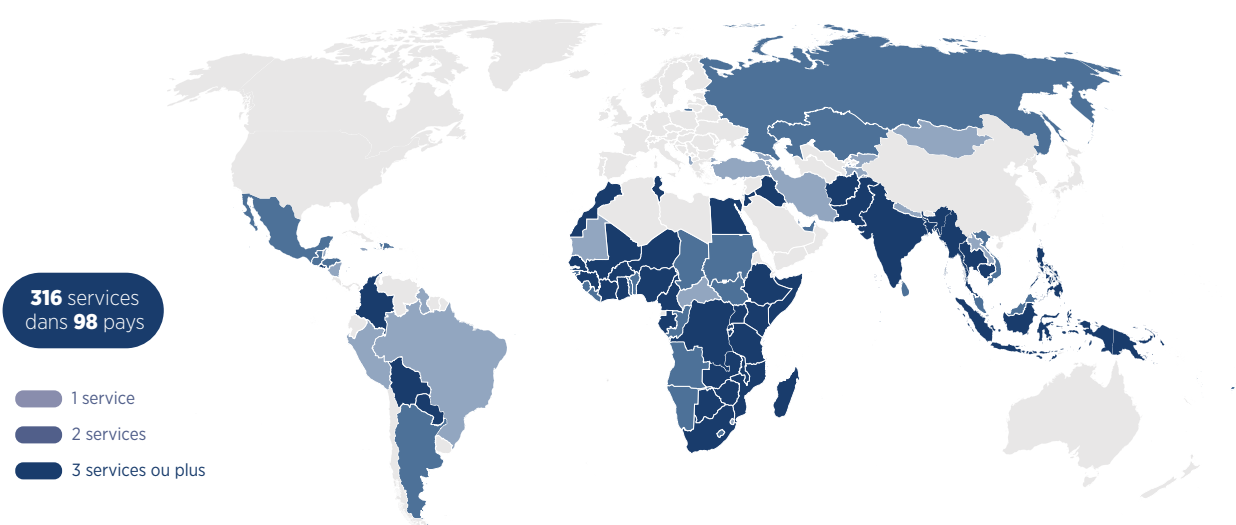 316 services
dans 98 pays
1 service
2 services
3 services ou plus